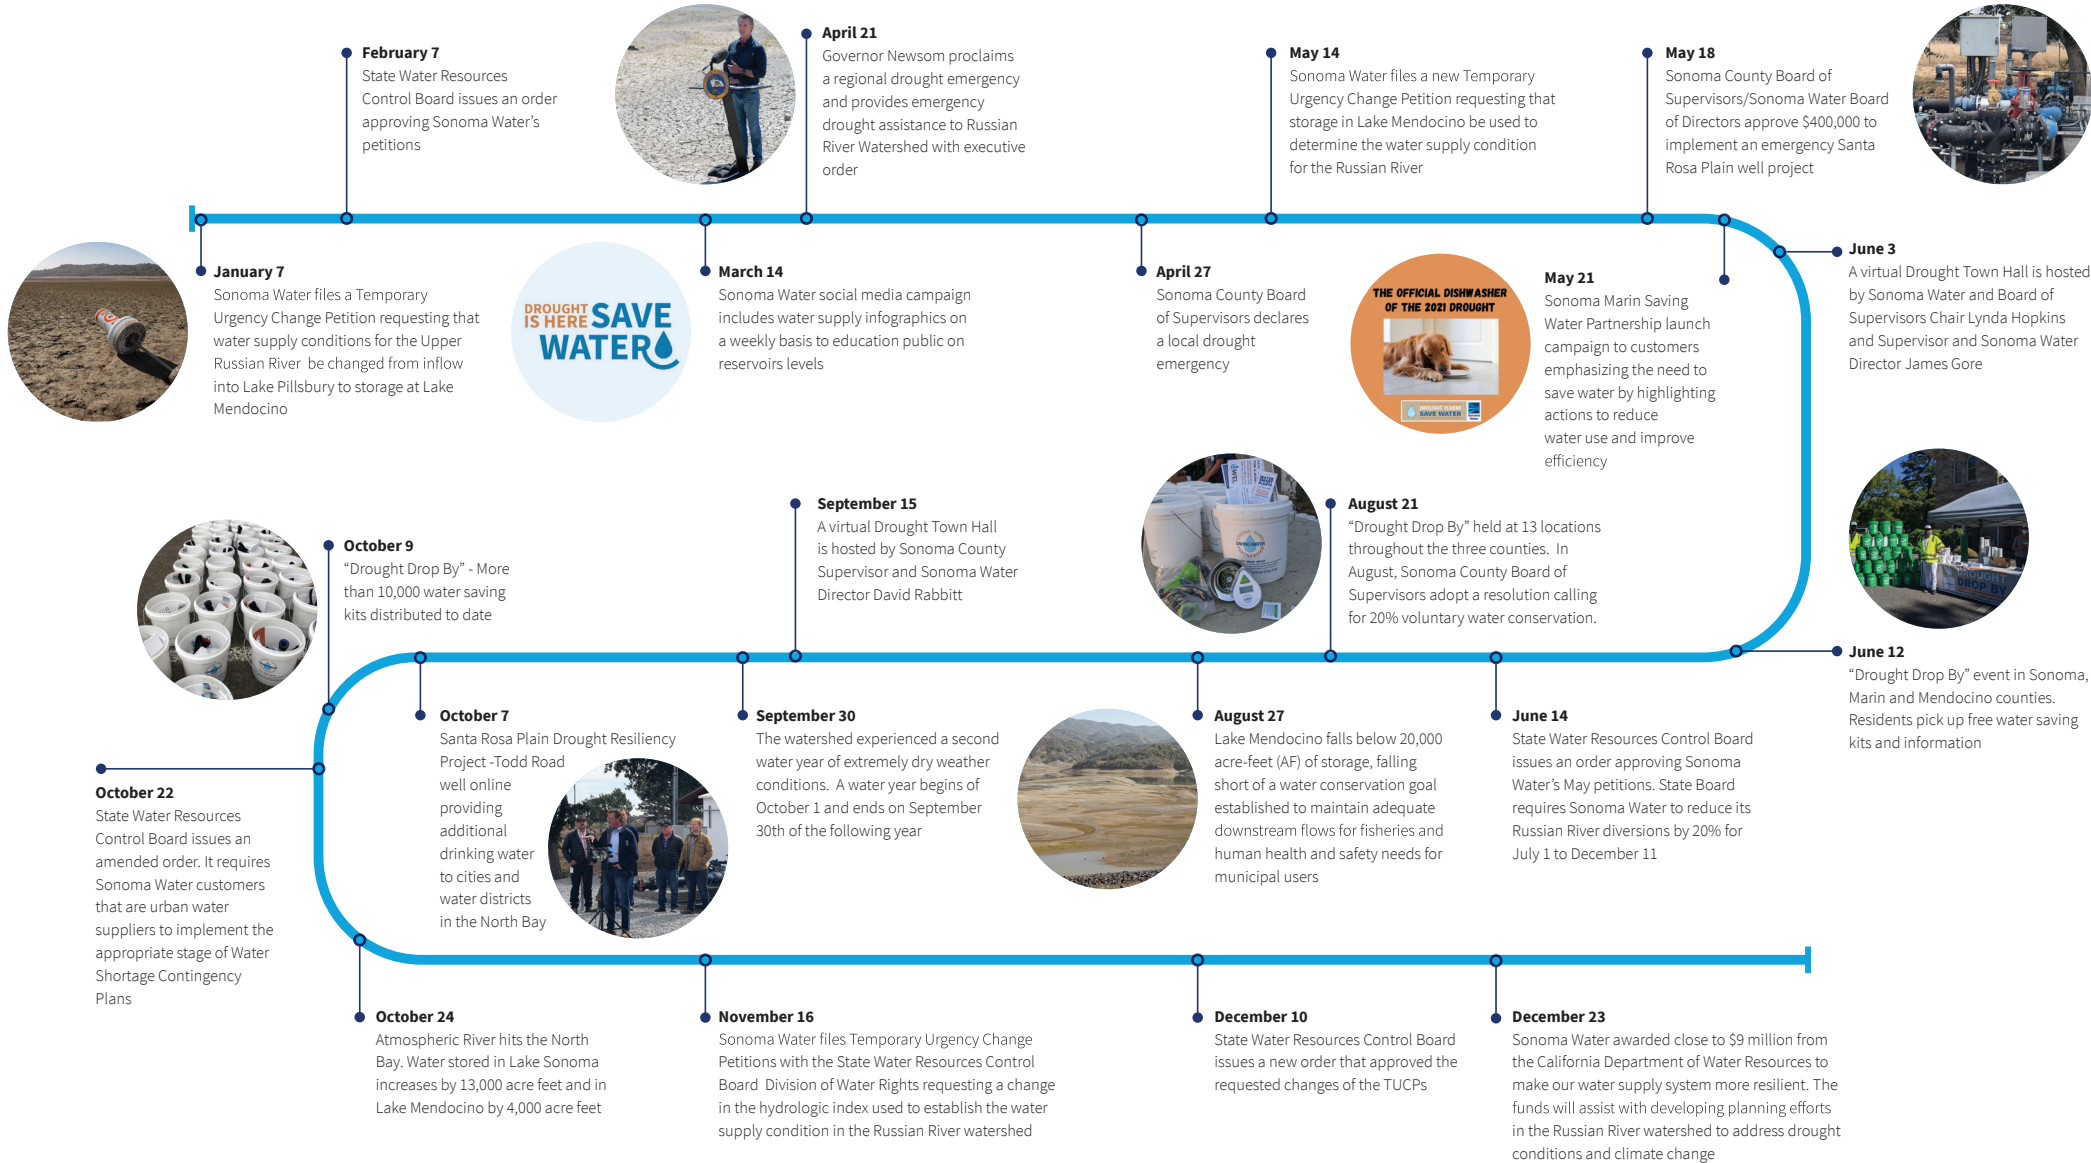 January 7
Sonoma Water files a Temporary
Urgency Change Petition requesting that
water supply conditions for the Upper
Russian River  be changed from inflow
into Lake Pillsbury to storage at Lake
Mendocino
February 7
State Water Resources
Control Board issues an order
approving Sonoma Water’s
petitions
DROUGHT
IS HERE SAVE
WATER
March 14
Sonoma Water social media campaign
includes water supply infographics on
a weekly basis to education public on
reservoirs levels
April 21
Governor Newsom proclaims
a regional drought emergency
and provides emergency
drought assistance to Russian
River Watershed with executive
order
April 27
Sonoma County Board
of Supervisors declares
a local drought
emergency
May 14
Sonoma Water files a new Temporary
Urgency Change Petition requesting that
storage in Lake Mendocino be used to
determine the water supply condition
for the Russian River
May 18
Sonoma County Board of
Supervisors/Sonoma Water Board
of Directors approve $400,000 to
implement an emergency Santa
Rosa Plain well project
THE OFFICIAL DISHWASHER
OF THE 2021 DROUGHT
DROUGHT IS HERE
SAVE WATER
May 21
Sonoma Marin Saving
Water Partnership launch
campaign to customers
emphasizing the need to
save water by highlighting
actions to reduce
water use and improve
efficiency
June 3
A virtual Drought Town Hall is hosted
by Sonoma Water and Board of
Supervisors Chair Lynda Hopkins
and Supervisor and Sonoma Water
Director James Gore
DROUGHT
DROP BY
June 12
“Drought Drop By” event in Sonoma,
Marin and Mendocino counties.
Residents pick up free water saving
kits and information
June 14
State Water Resources Control Board
issues an order approving Sonoma
Water’s May petitions. State Board
requires Sonoma Water to reduce its
Russian River diversions by 20% for
July 1 to December 11
August 21
“Drought Drop By” held at 13 locations
throughout the three counties.  In
August, Sonoma County Board of
Supervisors adopt a resolution calling
for 20% voluntary water conservation.
August 27
Lake Mendocino falls below 20,000
acre-feet (AF) of storage, falling
short of a water conservation goal
established to maintain adequate
downstream flows for fisheries and
human health and safety needs for
municipal users
September 15
A virtual Drought Town Hall
is hosted by Sonoma County
Supervisor and Sonoma Water
Director David Rabbitt
September 30
The watershed experienced a second
water year of extremely dry weather
conditions.  A water year begins of
October 1 and ends on September
30th of the following year
October 7
Santa Rosa Plain Drought Resiliency
Project -Todd Road
well online
providing
additional
drinking water
to cities and
water districts
in the North Bay
October 9
“Drought Drop By” - More
than 10,000 water saving
kits distributed to date
October 22
State Water Resources
Control Board issues an
amended order. It requires
Sonoma Water customers
that are urban water
suppliers to implement the
appropriate stage of Water
Shortage Contingency
Plans
October 24
Atmospheric River hits the North
Bay. Water stored in Lake Sonoma
increases by 13,000 acre feet and in
Lake Mendocino by 4,000 acre feet
November 16
Sonoma Water files Temporary Urgency Change
Petitions with the State Water Resources Control
Board  Division of Water Rights requesting a change
in the hydrologic index used to establish the water
supply condition in the Russian River watershed
December 10
State Water Resources Control Board
issues a new order that approved the
requested changes of the TUCPs
December 23
Sonoma Water awarded close to $9 million from
the California Department of Water Resources to
make our water supply system more resilient. The
funds will assist with developing planning efforts
in the Russian River watershed to address drought
conditions and climate change